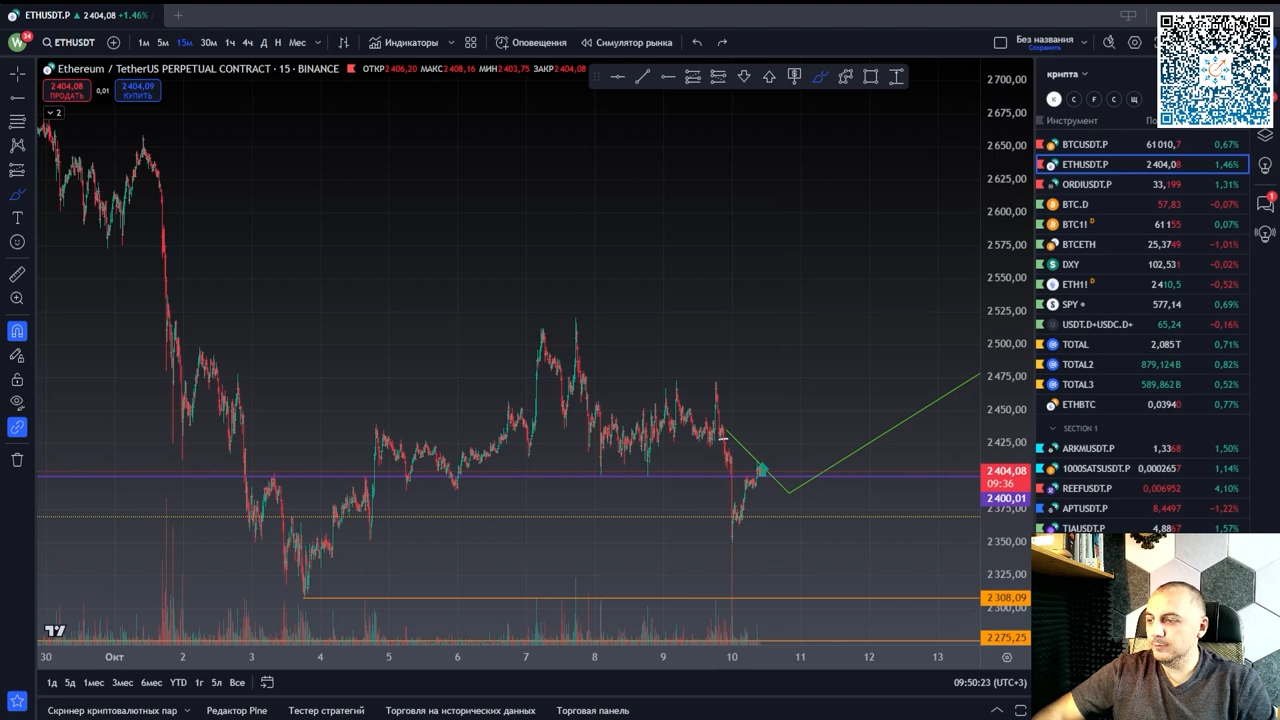 ETHUSDT.P ▲ 2 404,08 +1.46%
34
ETHUSDT 1м 5м 15м 30м 1ч 4ч Д Н Мес Индикаторы Оповещения Симулятор рынка Без названия
Сохранить
Ethereum / TetherUS PERPETUAL CONTRACT · 15 · BINANCE ОТКР 2 406,20 МАКС 2 408,16 МИН 2 403,75 ЗАКР 2 404,08
2 404,08 0,01 2 404,09
ПРОДАТЬ КУПИТЬ
2
2 700,00
2 675,00
2 650,00
2 625,00
2 600,00
2 575,00
2 550,00
2 525,00
2 500,00
2 475,00
2 450,00
2 425,00
2 404,08
09:36
2 400,01
2 375,00
2 350,00
2 325,00
2 308,09
2 300,00
2 275,25
30 Окт 2 3 4 5 6 7 8 9 10 11 12 13
1д 5д 1мес 3мес 6мес YTD 1г 5л Все
09:50:23 (UTC+3)
Скринер криптовалютных пар Редактор Pine Тестер стратегий Торговля на исторических данных Торговая панель
крипта
К С F С Щ
Инструмент По
BTCUSDT.P 61 010,7 0,67%
ETHUSDT.P 2 404,08 1,46%
ORDIUSDT.P 33,199 1,31%
BTC.D 57,83 −0,07%
BTC1! D 61 155 0,07%
BTCETH 25,3749 −1,01%
DXY 102,531 −0,02%
ETH1! D 2 410,5 −0,52%
SPY 577,14 0,69%
USDT.D+USDC.D+ 65,24 −0,16%
TOTAL 2,085 T 0,71%
TOTAL2 879,124 B 0,82%
TOTAL3 589,862 B 0,52%
ETHBTC 0,03940 0,77%
SECTION 1
ARKMUSDT.P 1,3368 1,50%
1000SATSUSDT.P 0,0002657 1,14%
REEFUSDT.P 0,006952 4,10%
APTUSDT.P 8,4497 −1,22%
TIAUSDT.P 4,8867 1,57%
1